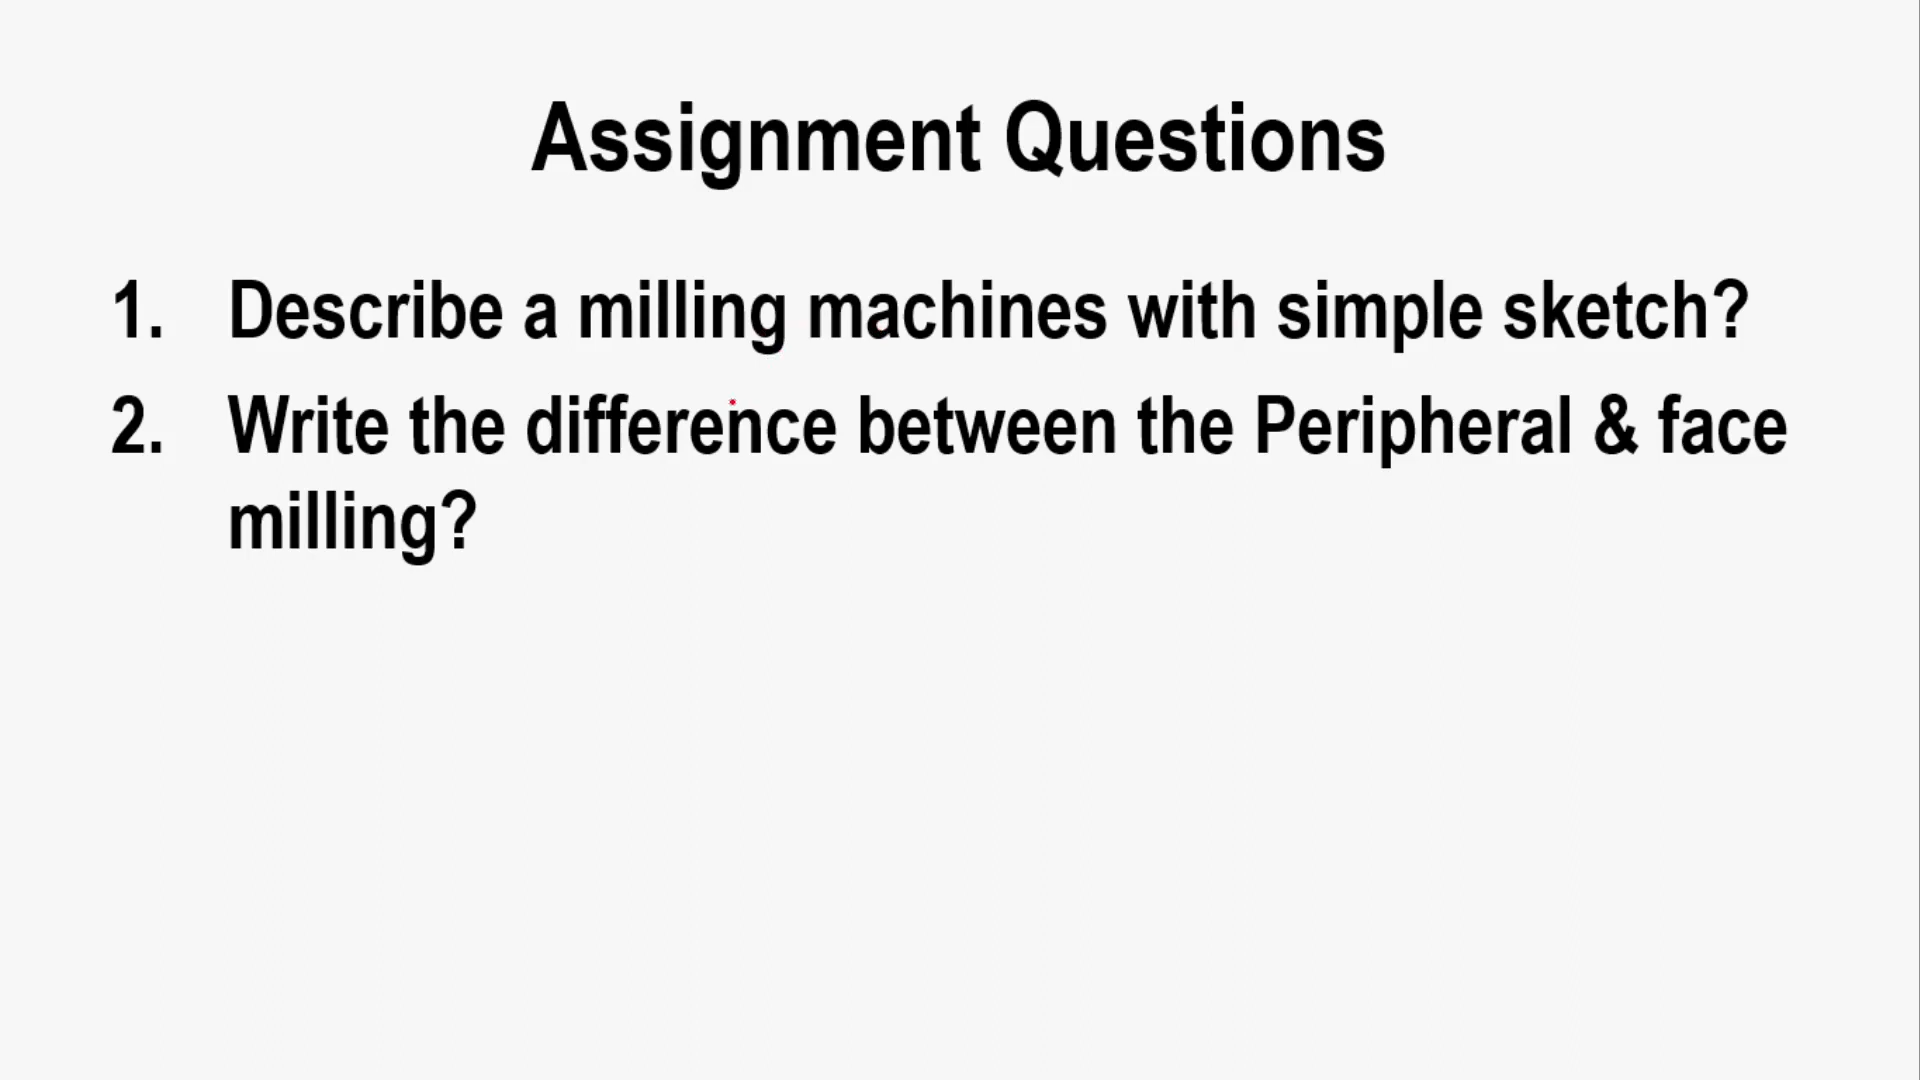 Assignment Questions
1. Describe a milling machines with simple sketch?
2. Write the difference between the Peripheral & face
milling?